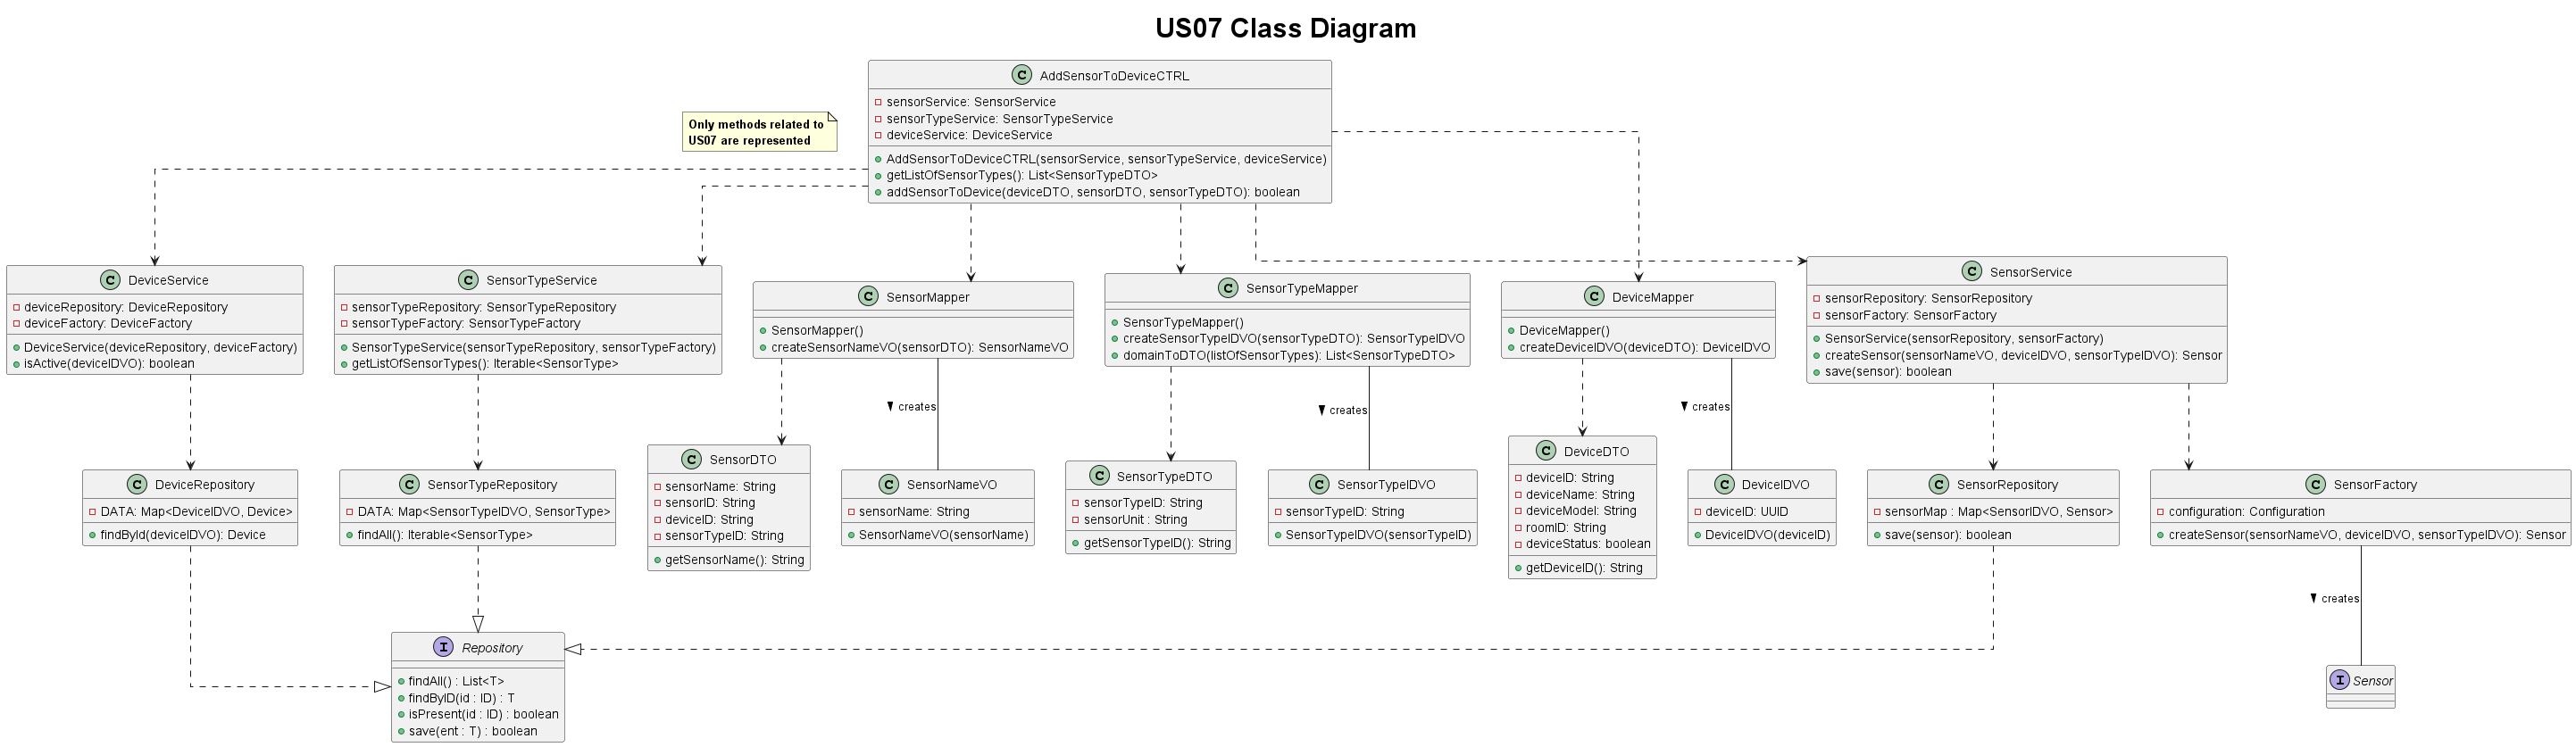 US07 Class Diagram
C AddSensorToDeviceCTRL
sensorService: SensorService
sensorTypeService: SensorTypeService
deviceService: DeviceService
AddSensorToDeviceCTRL(sensorService, sensorTypeService, deviceService)
getListOfSensorTypes(): List<SensorTypeDTO>
addSensorToDevice(deviceDTO, sensorDTO, sensorTypeDTO): boolean
Only methods related to
US07 are represented
C DeviceService
deviceRepository: DeviceRepository
deviceFactory: DeviceFactory
DeviceService(deviceRepository, deviceFactory)
isActive(deviceIDVO): boolean
C SensorTypeService
sensorTypeRepository: SensorTypeRepository
sensorTypeFactory: SensorTypeFactory
SensorTypeService(sensorTypeRepository, sensorTypeFactory)
getListOfSensorTypes(): Iterable<SensorType>
C SensorMapper
SensorMapper()
createSensorNameVO(sensorDTO): SensorNameVO
C SensorTypeMapper
SensorTypeMapper()
createSensorTypeIDVO(sensorTypeDTO): SensorTypeIDVO
domainToDTO(listOfSensorTypes): List<SensorTypeDTO>
C DeviceMapper
DeviceMapper()
createDeviceIDVO(deviceDTO): DeviceIDVO
C SensorService
sensorRepository: SensorRepository
sensorFactory: SensorFactory
SensorService(sensorRepository, sensorFactory)
createSensor(sensorNameVO, deviceIDVO, sensorTypeIDVO): Sensor
save(sensor): boolean
creates
creates
creates
C DeviceRepository
DATA: Map<DeviceIDVO, Device>
findById(deviceIDVO): Device
C SensorTypeRepository
DATA: Map<SensorTypeIDVO, SensorType>
findAll(): Iterable<SensorType>
C SensorDTO
sensorName: String
sensorID: String
deviceID: String
sensorTypeID: String
getSensorName(): String
C SensorNameVO
sensorName: String
SensorNameVO(sensorName)
C SensorTypeDTO
sensorTypeID: String
sensorUnit : String
getSensorTypeID(): String
C SensorTypeIDVO
sensorTypeID: String
SensorTypeIDVO(sensorTypeID)
C DeviceDTO
deviceID: String
deviceName: String
deviceModel: String
roomID: String
deviceStatus: boolean
getDeviceID(): String
C DeviceIDVO
deviceID: UUID
DeviceIDVO(deviceID)
C SensorRepository
sensorMap : Map<SensorIDVO, Sensor>
save(sensor): boolean
C SensorFactory
configuration: Configuration
createSensor(sensorNameVO, deviceIDVO, sensorTypeIDVO): Sensor
creates
I Repository
findAll() : List<T>
findByID(id : ID) : T
isPresent(id : ID) : boolean
save(ent : T) : boolean
I Sensor